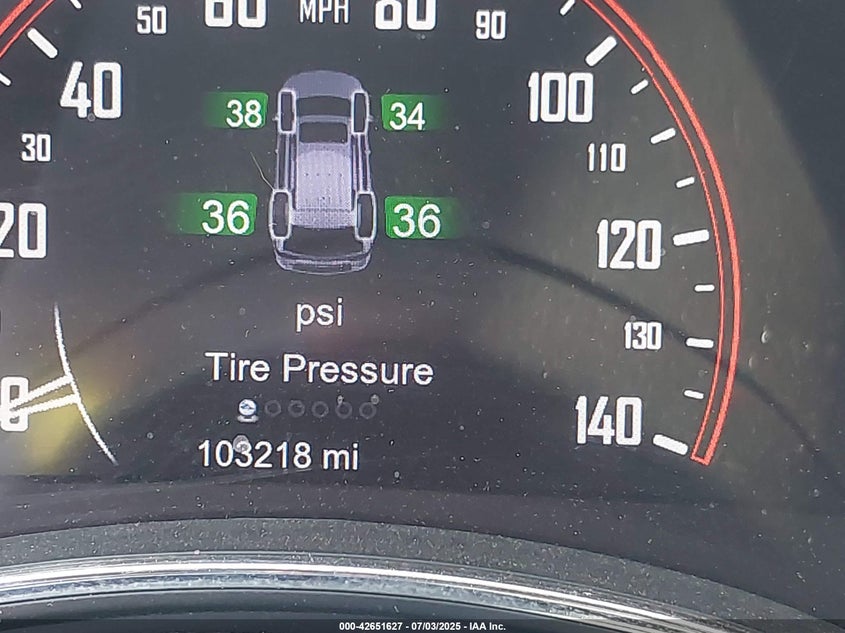 50 60 MPH 80 90
40 38 34 100
30 110
20 36 36 120
psi
130
Tire Pressure
0 140
103218 mi
000-42651627 - 07/03/2025 - IAA Inc.